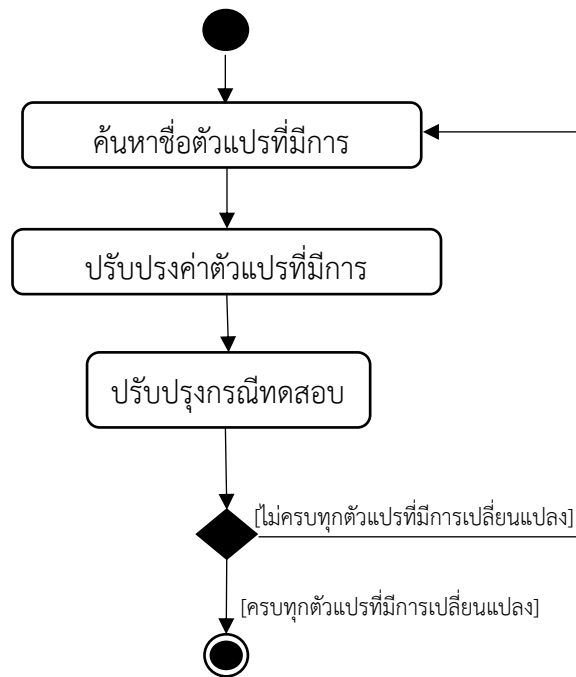 ค้นหาชื่อตัวแปรที่มีการ
ปรับปรงค่าตัวแปรที่มีการ
ปรับปรุงกรณีทดสอบ
[ไม่ครบทุกตัวแปรที่มีการเปลี่ยนแปลง]
[ครบทุกตัวแปรที่มีการเปลี่ยนแปลง]